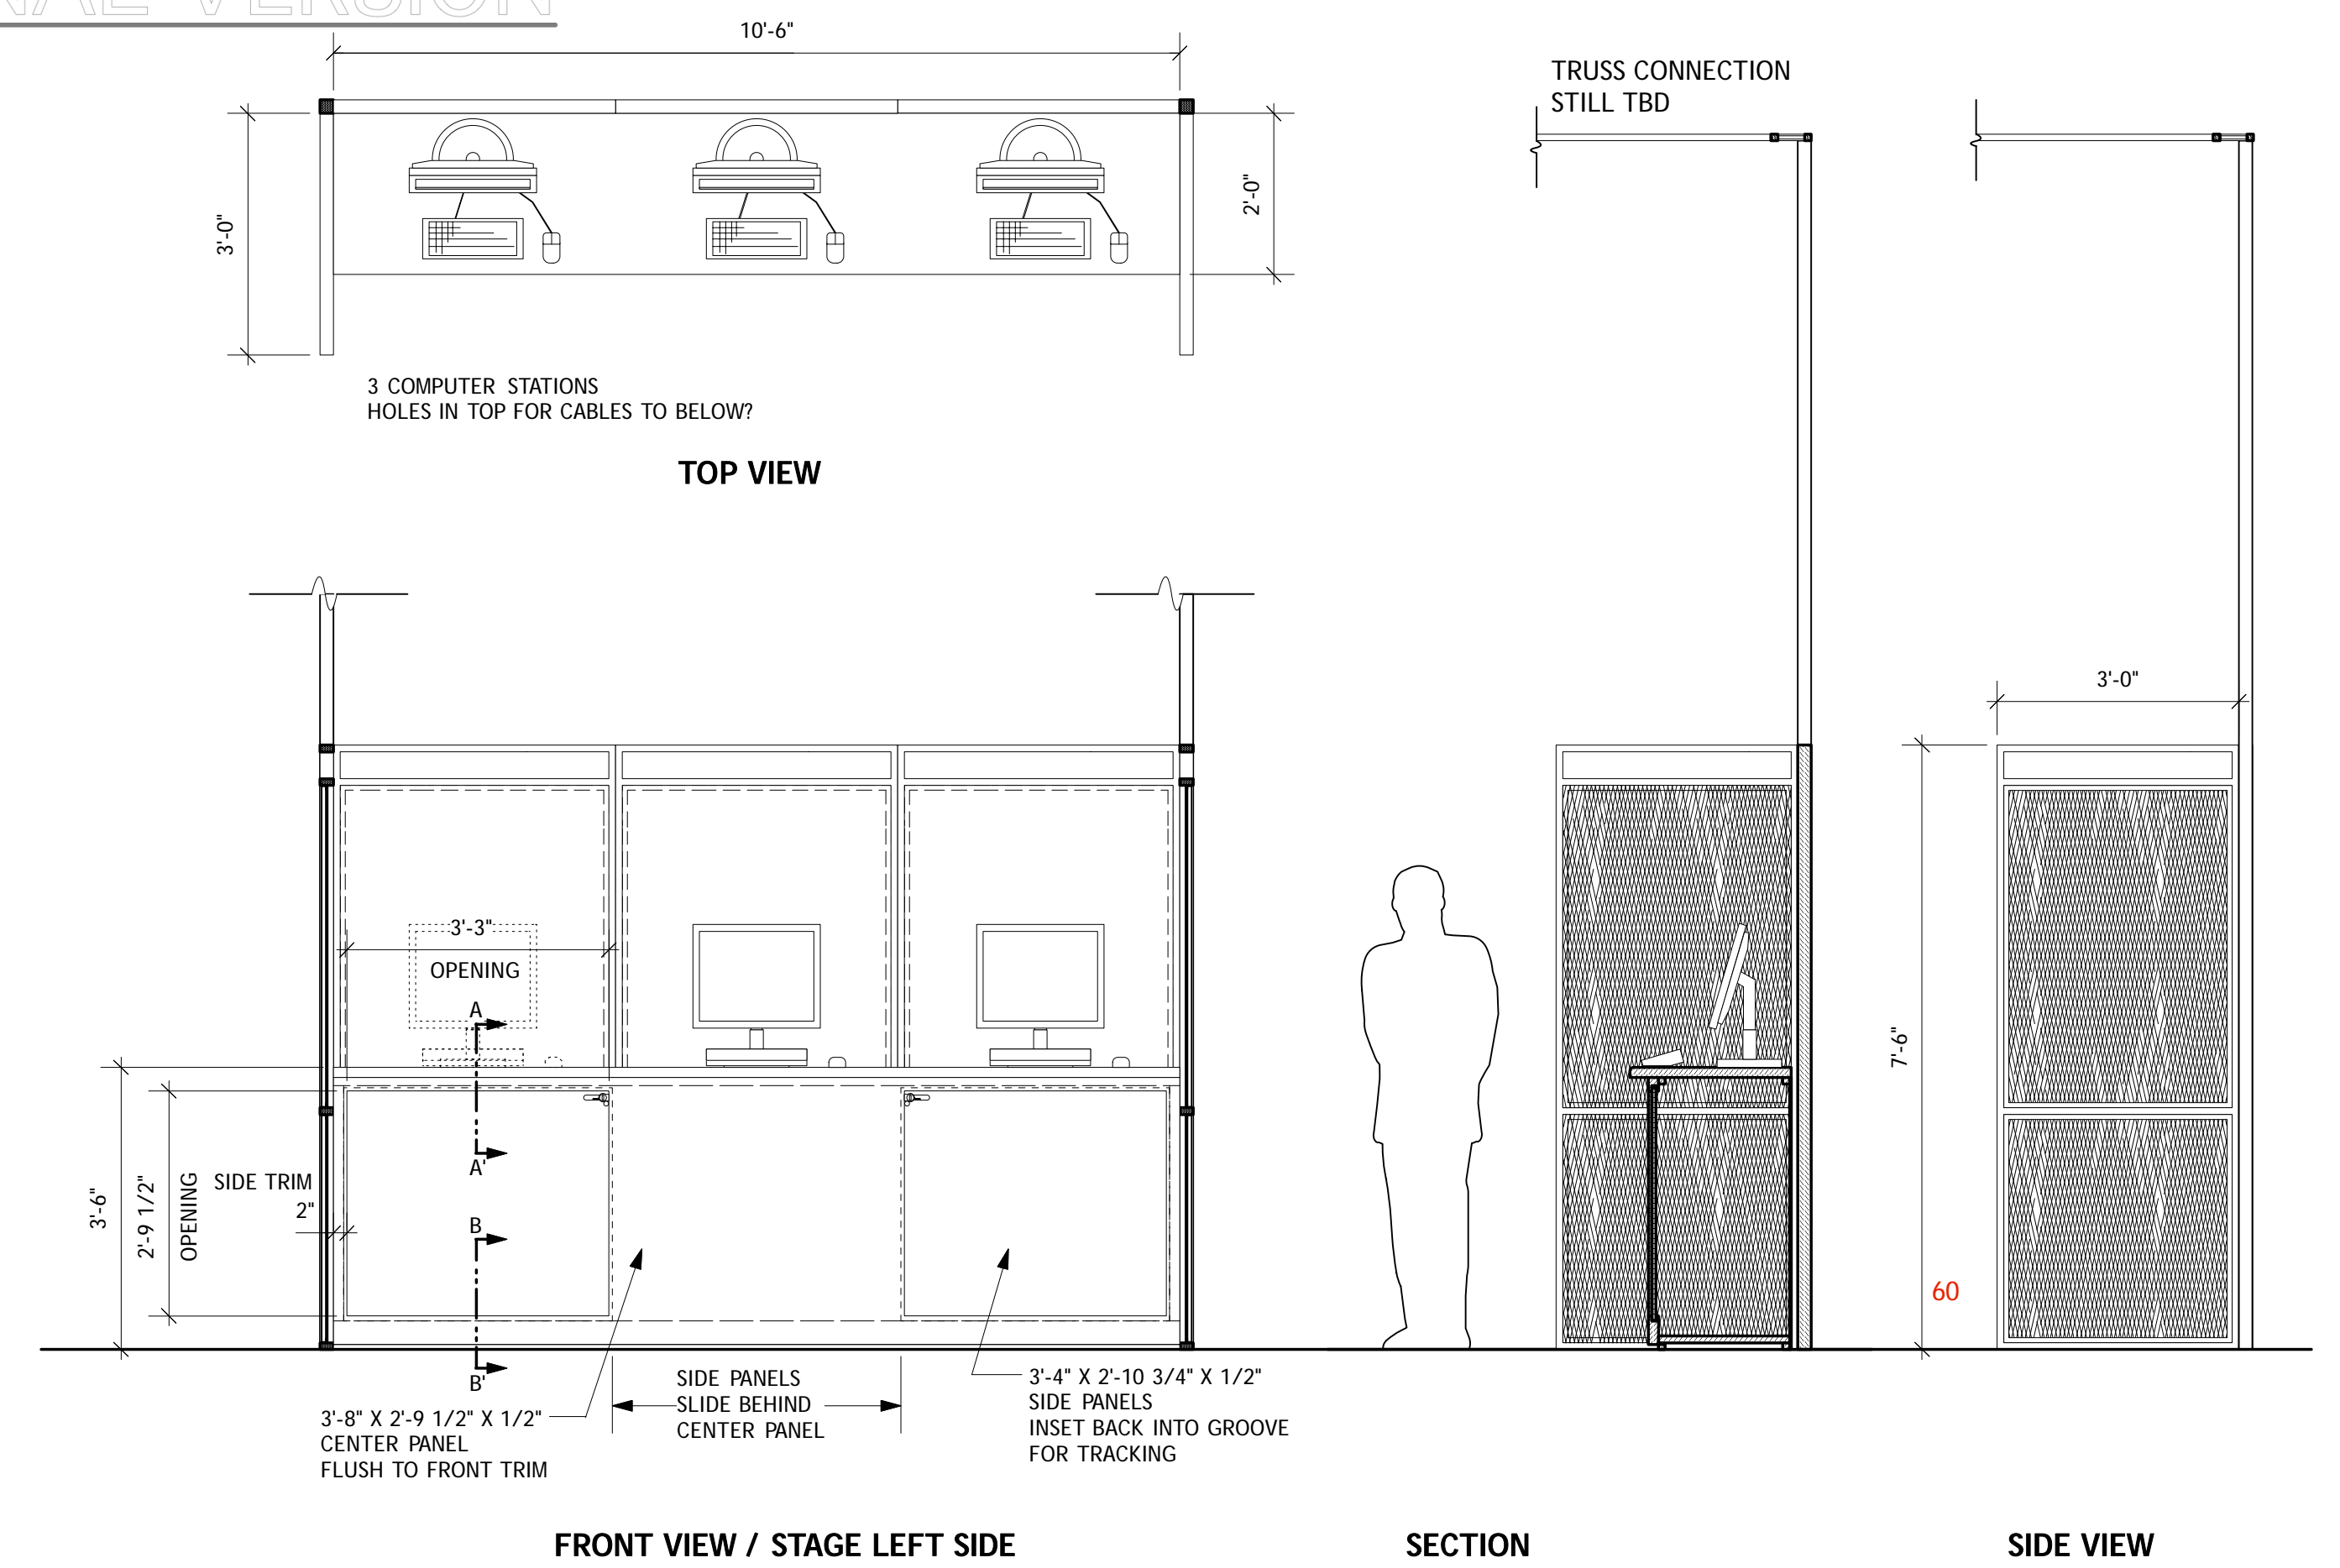 10'-6"
TRUSS CONNECTION
STILL TBD
3'-0"
2'-0"
3 COMPUTER STATIONS
HOLES IN TOP FOR CABLES TO BELOW?
TOP VIEW
3'-0"
3'-3"
OPENING
A
A'
3'-6"
2'-9 1/2"
OPENING
SIDE TRIM
2"
B
B'
7'-6"
60
3'-8" X 2'-9 1/2" X 1/2"
CENTER PANEL
FLUSH TO FRONT TRIM
SIDE PANELS
SLIDE BEHIND
CENTER PANEL
3'-4" X 2'-10 3/4" X 1/2"
SIDE PANELS
INSET BACK INTO GROOVE
FOR TRACKING
FRONT VIEW / STAGE LEFT SIDE
SECTION
SIDE VIEW